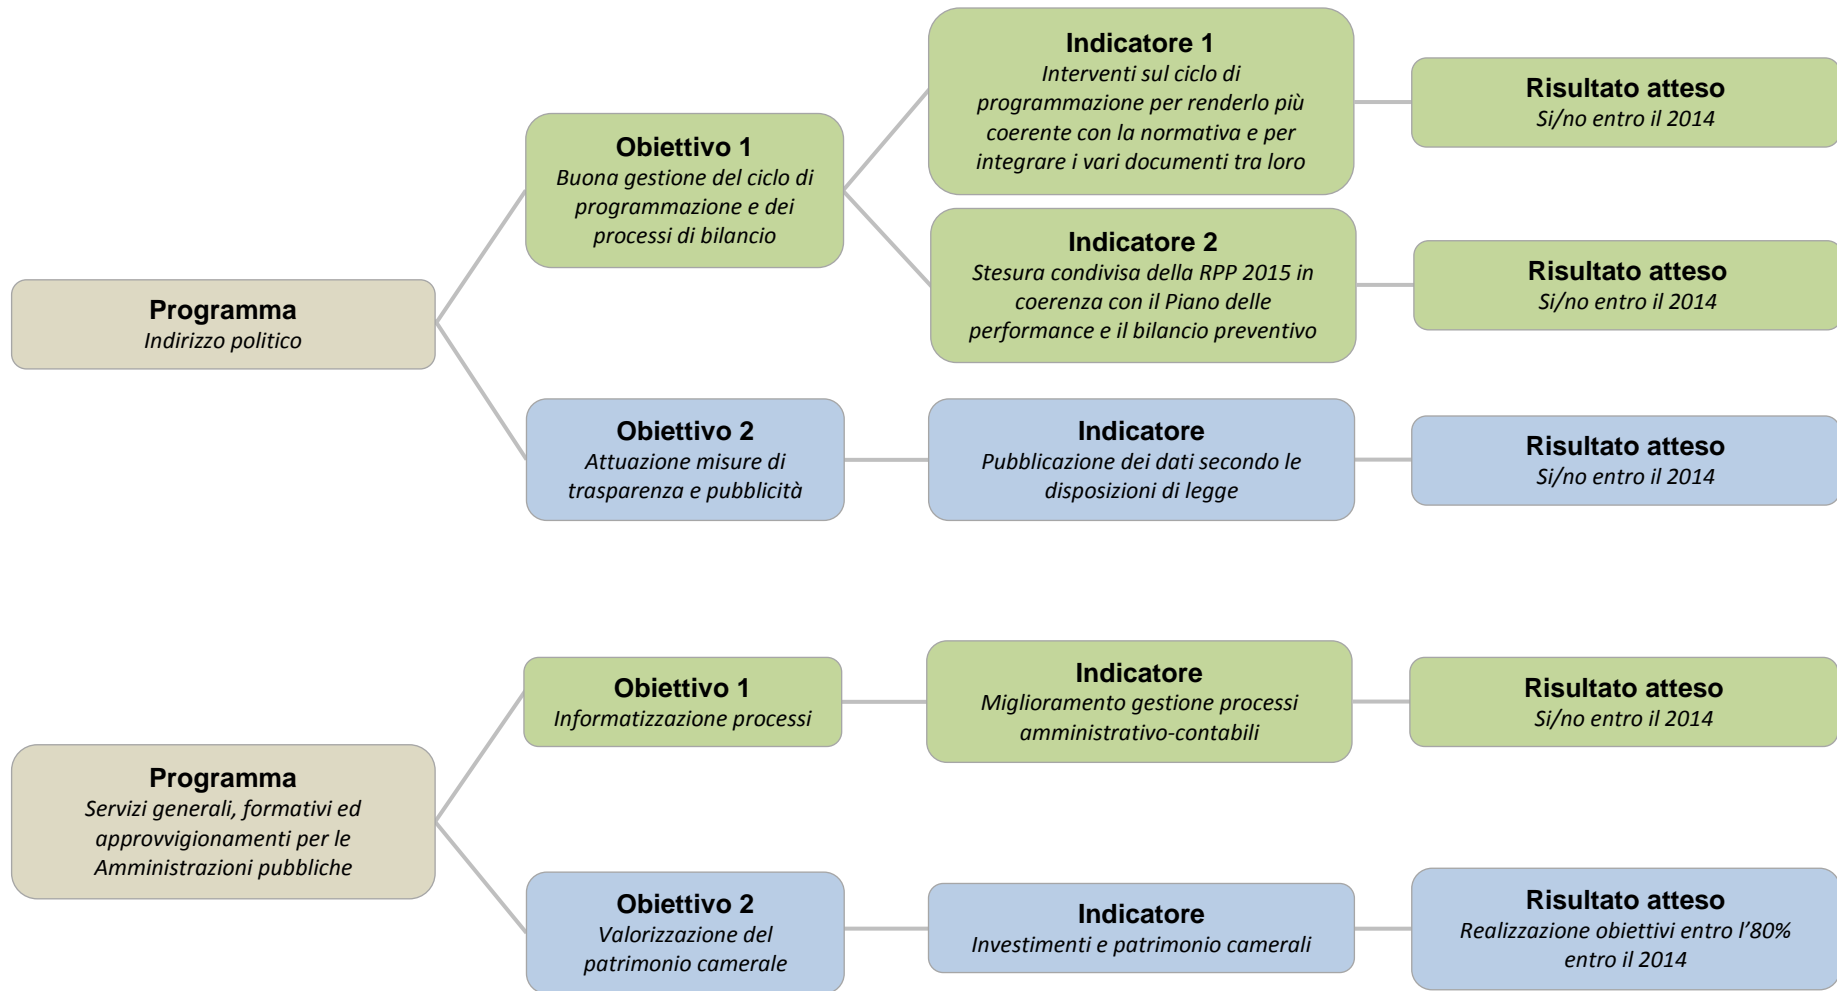 Programma
Indirizzo politico
Obiettivo 1
Buona gestione del ciclo di
programmazione e dei
processi di bilancio
Indicatore 1
Interventi sul ciclo di
programmazione per renderlo più
coerente con la normativa e per
integrare i vari documenti tra loro
Risultato atteso
Si/no entro il 2014
Indicatore 2
Stesura condivisa della RPP 2015 in
coerenza con il Piano delle
performance e il bilancio preventivo
Risultato atteso
Si/no entro il 2014
Obiettivo 2
Attuazione misure di
trasparenza e pubblicità
Indicatore
Pubblicazione dei dati secondo le
disposizioni di legge
Risultato atteso
Si/no entro il 2014
Programma
Servizi generali, formativi ed
approvvigionamenti per le
Amministrazioni pubbliche
Obiettivo 1
Informatizzazione processi
Indicatore
Miglioramento gestione processi
amministrativo-contabili
Risultato atteso
Si/no entro il 2014
Obiettivo 2
Valorizzazione del
patrimonio camerale
Indicatore
Investimenti e patrimonio camerali
Risultato atteso
Realizzazione obiettivi entro l'80%
entro il 2014